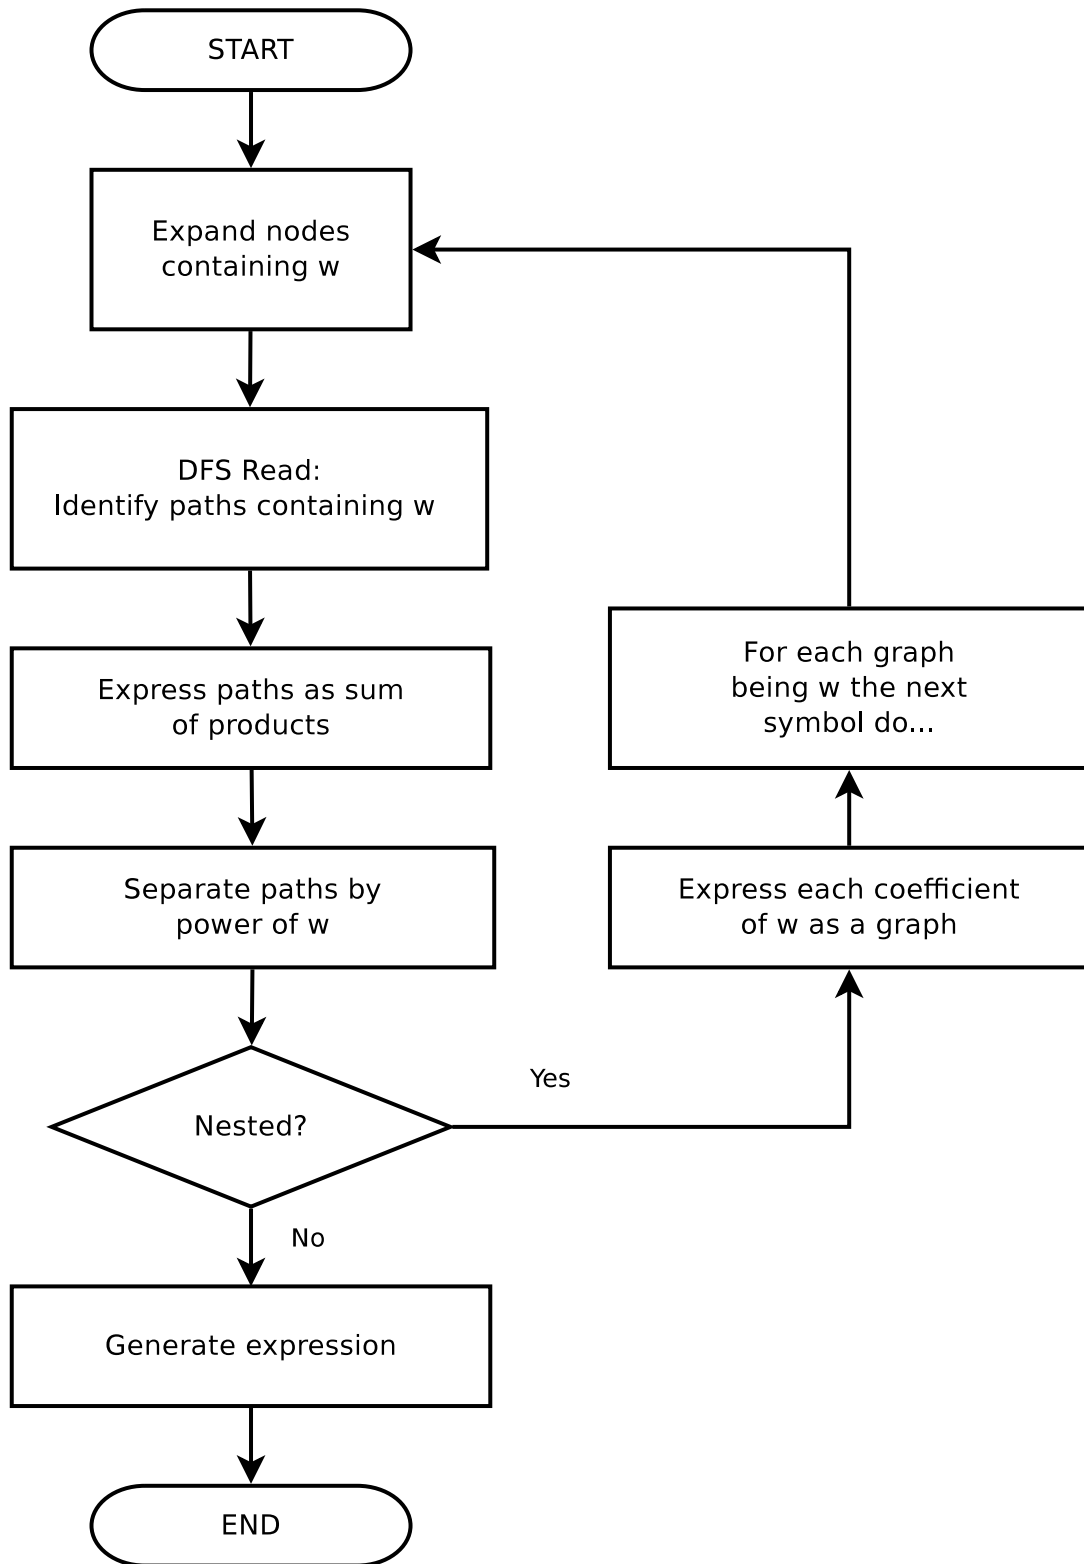 START
Expand nodes
containing w
DFS Read:
Identify paths containing w
Express paths as sum
of products
Separate paths by
power of w
Nested?
Yes
No
Generate expression
END
For each graph
being w the next
symbol do...
Express each coefficient
of w as a graph